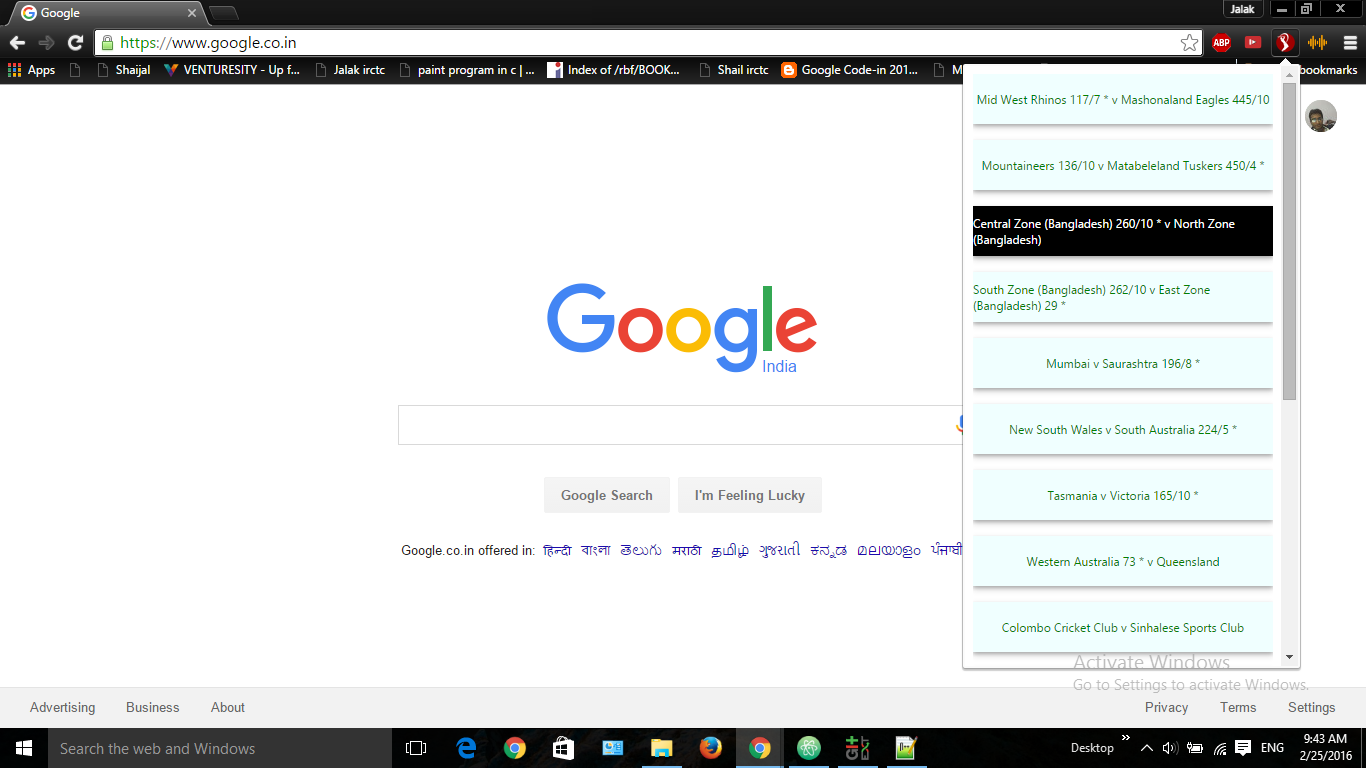 Google
Jalak
https://www.google.co.in
ABP
Apps
Shaijal
VENTURESITY - Up f...
Jalak irctc
paint program in c | ...
Index of /rbf/BOOK...
Shail irctc
Google Code-in 201...
bookmarks
Mid West Rhinos 117/7 * v Mashonaland Eagles 445/10
Mountaineers 136/10 v Matabeleland Tuskers 450/4 *
Central Zone (Bangladesh) 260/10 * v North Zone
(Bangladesh)
South Zone (Bangladesh) 262/10 v East Zone
(Bangladesh) 29 *
Mumbai v Saurashtra 196/8 *
New South Wales v South Australia 224/5 *
Tasmania v Victoria 165/10 *
Western Australia 73 * v Queensland
Colombo Cricket Club v Sinhalese Sports Club
Google
India
Google Search
I'm Feeling Lucky
Google.co.in offered in: हिन्दी বাংলা తెలుగు मराठी தமிழ் ગુજરાતી ಕನ್ನಡ മലയാളം ਪੰਜਾਬੀ
Activate Windows
Go to Settings to activate Windows.
Advertising
Business
About
Privacy
Terms
Settings
Search the web and Windows
Desktop
ENG
9:43 AM
2/25/2016